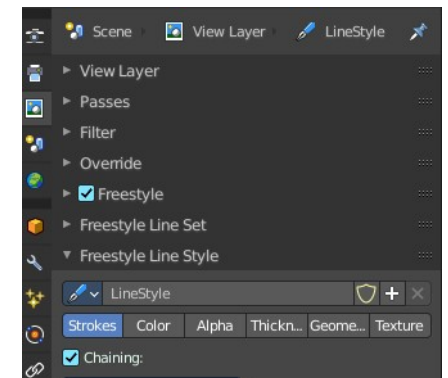 Scene View Layer LineStyle
View Layer
Passes
Filter
Override
Freestyle
Freestyle Line Set
Freestyle Line Style
LineStyle
Strokes Color Alpha Thickn... Geome... Texture
Chaining: